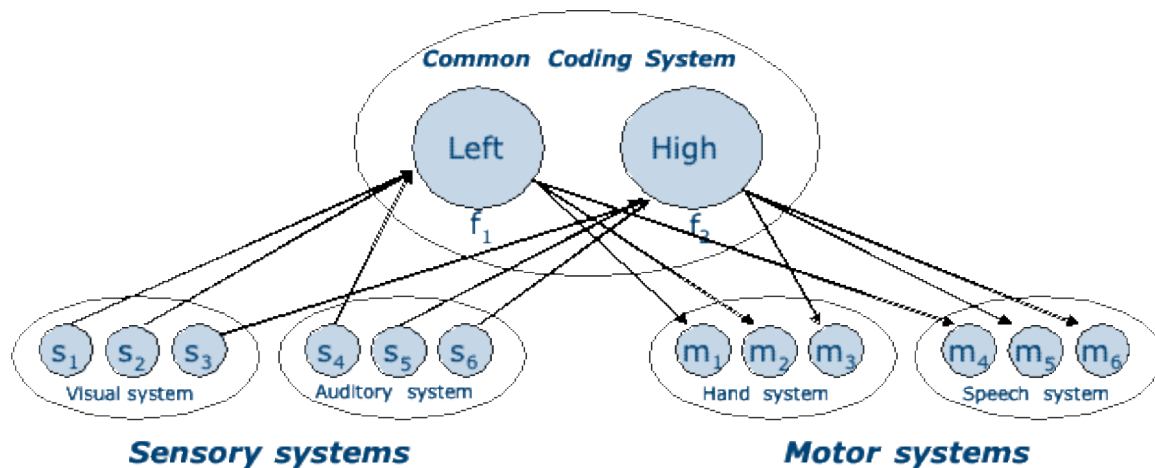 Common Coding System
Left High
f1 f2
s1 s2 s3 s4 s5 s6 m1 m2 m3 m4 m5 m6
Visual system Auditory system Hand system Speech system
Sensory systems Motor systems